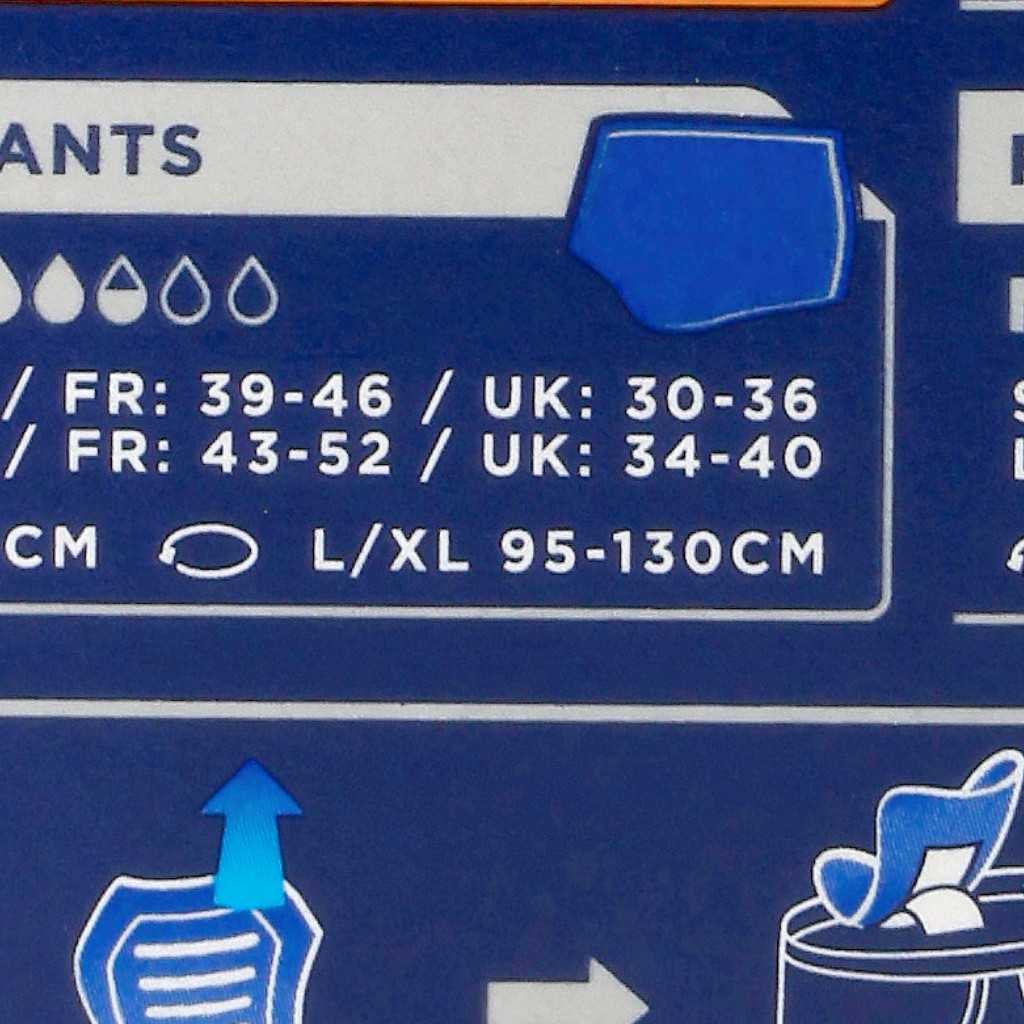 ANTS
/ FR: 39-46 / UK: 30-36
/ FR: 43-52 / UK: 34-40
CM L/XL 95-130CM